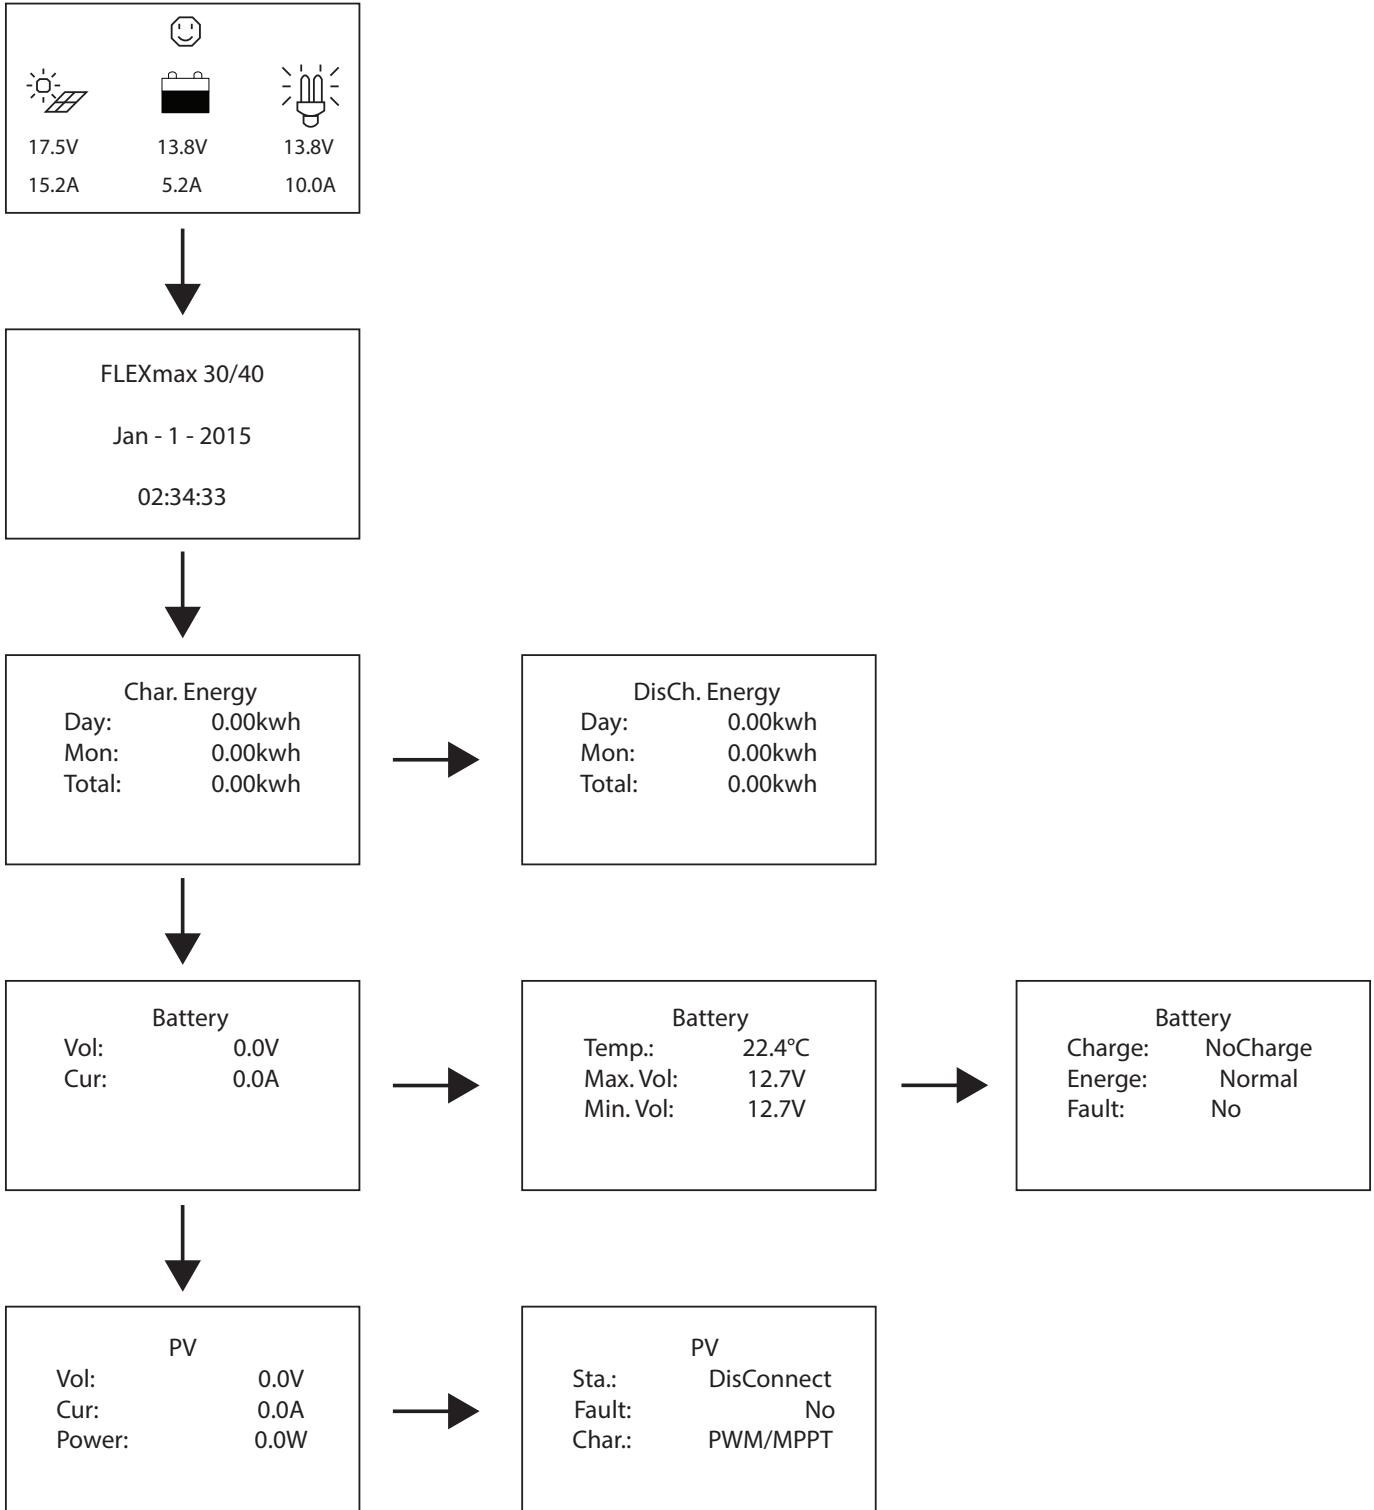 17.5V 13.8V 13.8V
15.2A 5.2A 10.0A
FLEXmax 30/40
Jan - 1 - 2015
02:34:33
Char. Energy
Day: 0.00kwh
Mon: 0.00kwh
Total: 0.00kwh
DisCh. Energy
Day: 0.00kwh
Mon: 0.00kwh
Total: 0.00kwh
Battery
Vol: 0.0V
Cur: 0.0A
Battery
Temp.: 22.4°C
Max. Vol: 12.7V
Min. Vol: 12.7V
Battery
Charge: NoCharge
Energe: Normal
Fault: No
PV
Vol: 0.0V
Cur: 0.0A
Power: 0.0W
PV
Sta.: DisConnect
Fault: No
Char.: PWM/MPPT